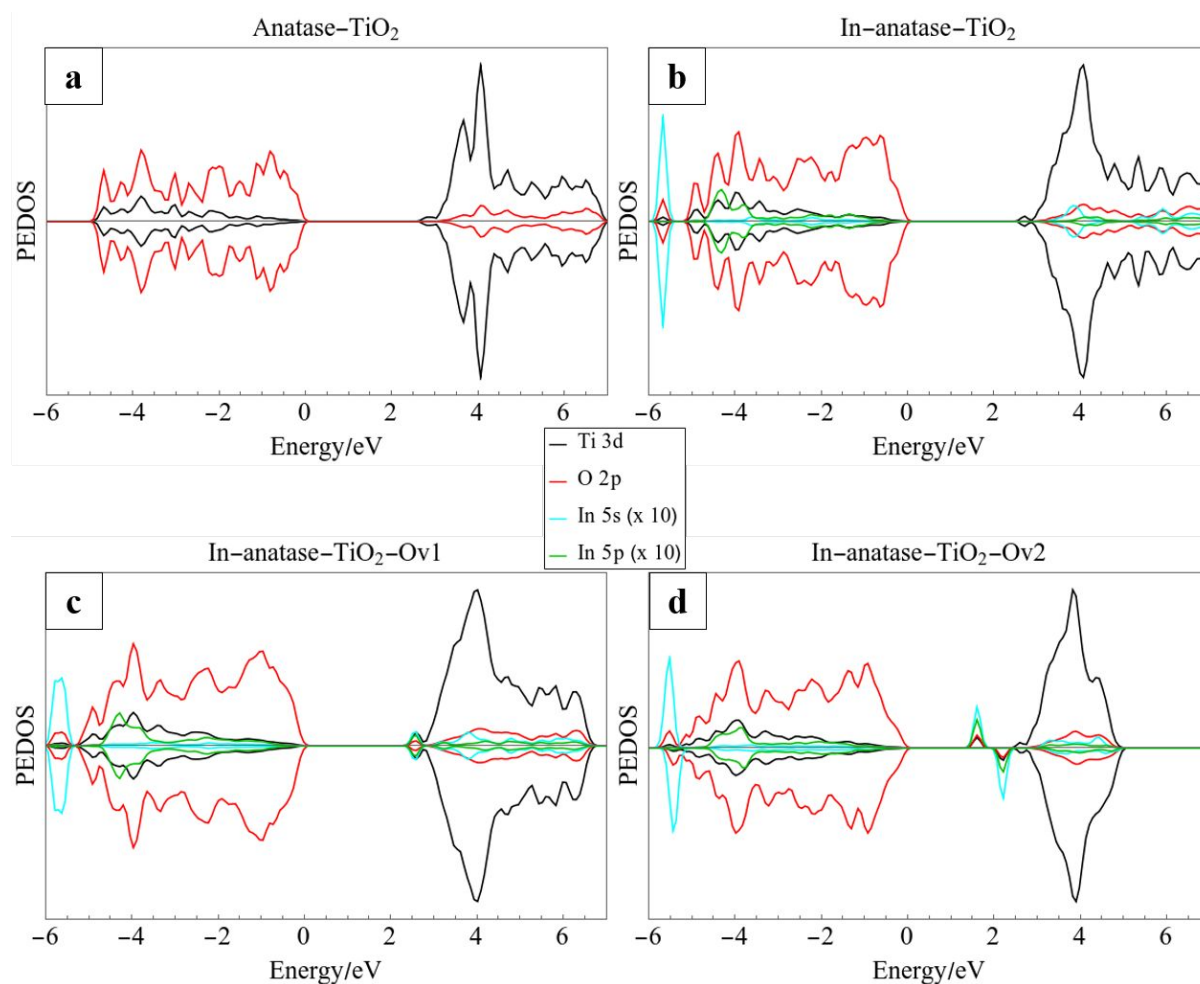 Anatase–TiO₂
a
PEDOS
−6 −4 −2 0 2 4 6
Energy/eV
In−anatase−TiO₂
b
PEDOS
−6 −4 −2 0 2 4 6
Energy/eV
Ti 3d
O 2p
In 5s (x 10)
In 5p (x 10)
In−anatase−TiO₂−Ov1
c
PEDOS
−6 −4 −2 0 2 4 6
Energy/eV
In−anatase−TiO₂−Ov2
d
PEDOS
−6 −4 −2 0 2 4 6
Energy/eV